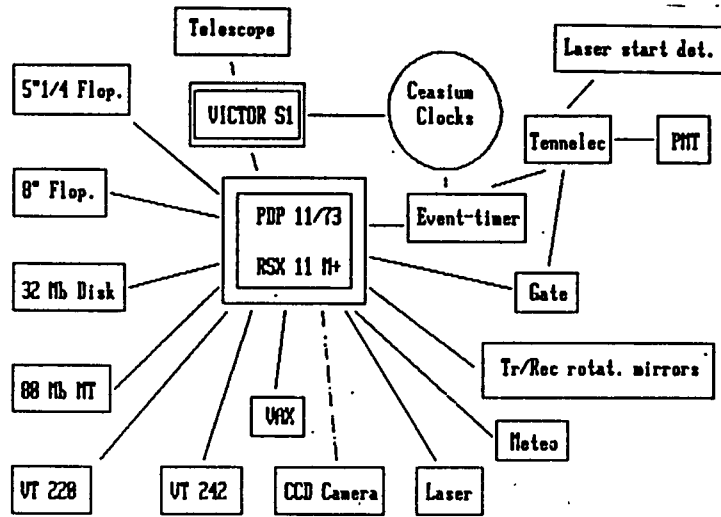 Telescope
Laser start det.
5"1/4 Flop.
VICTOR S1
Ceasium
Clocks
Tennelec
PMT
8" Flop.
PDP 11/73
Event-timer
RSX 11 M+
32 Mb Disk
Gate
Tr/Rec rotat. mirrors
80 Mb MT
VAX
Meteo
VT 220
VT 242
CCD Camera
Laser